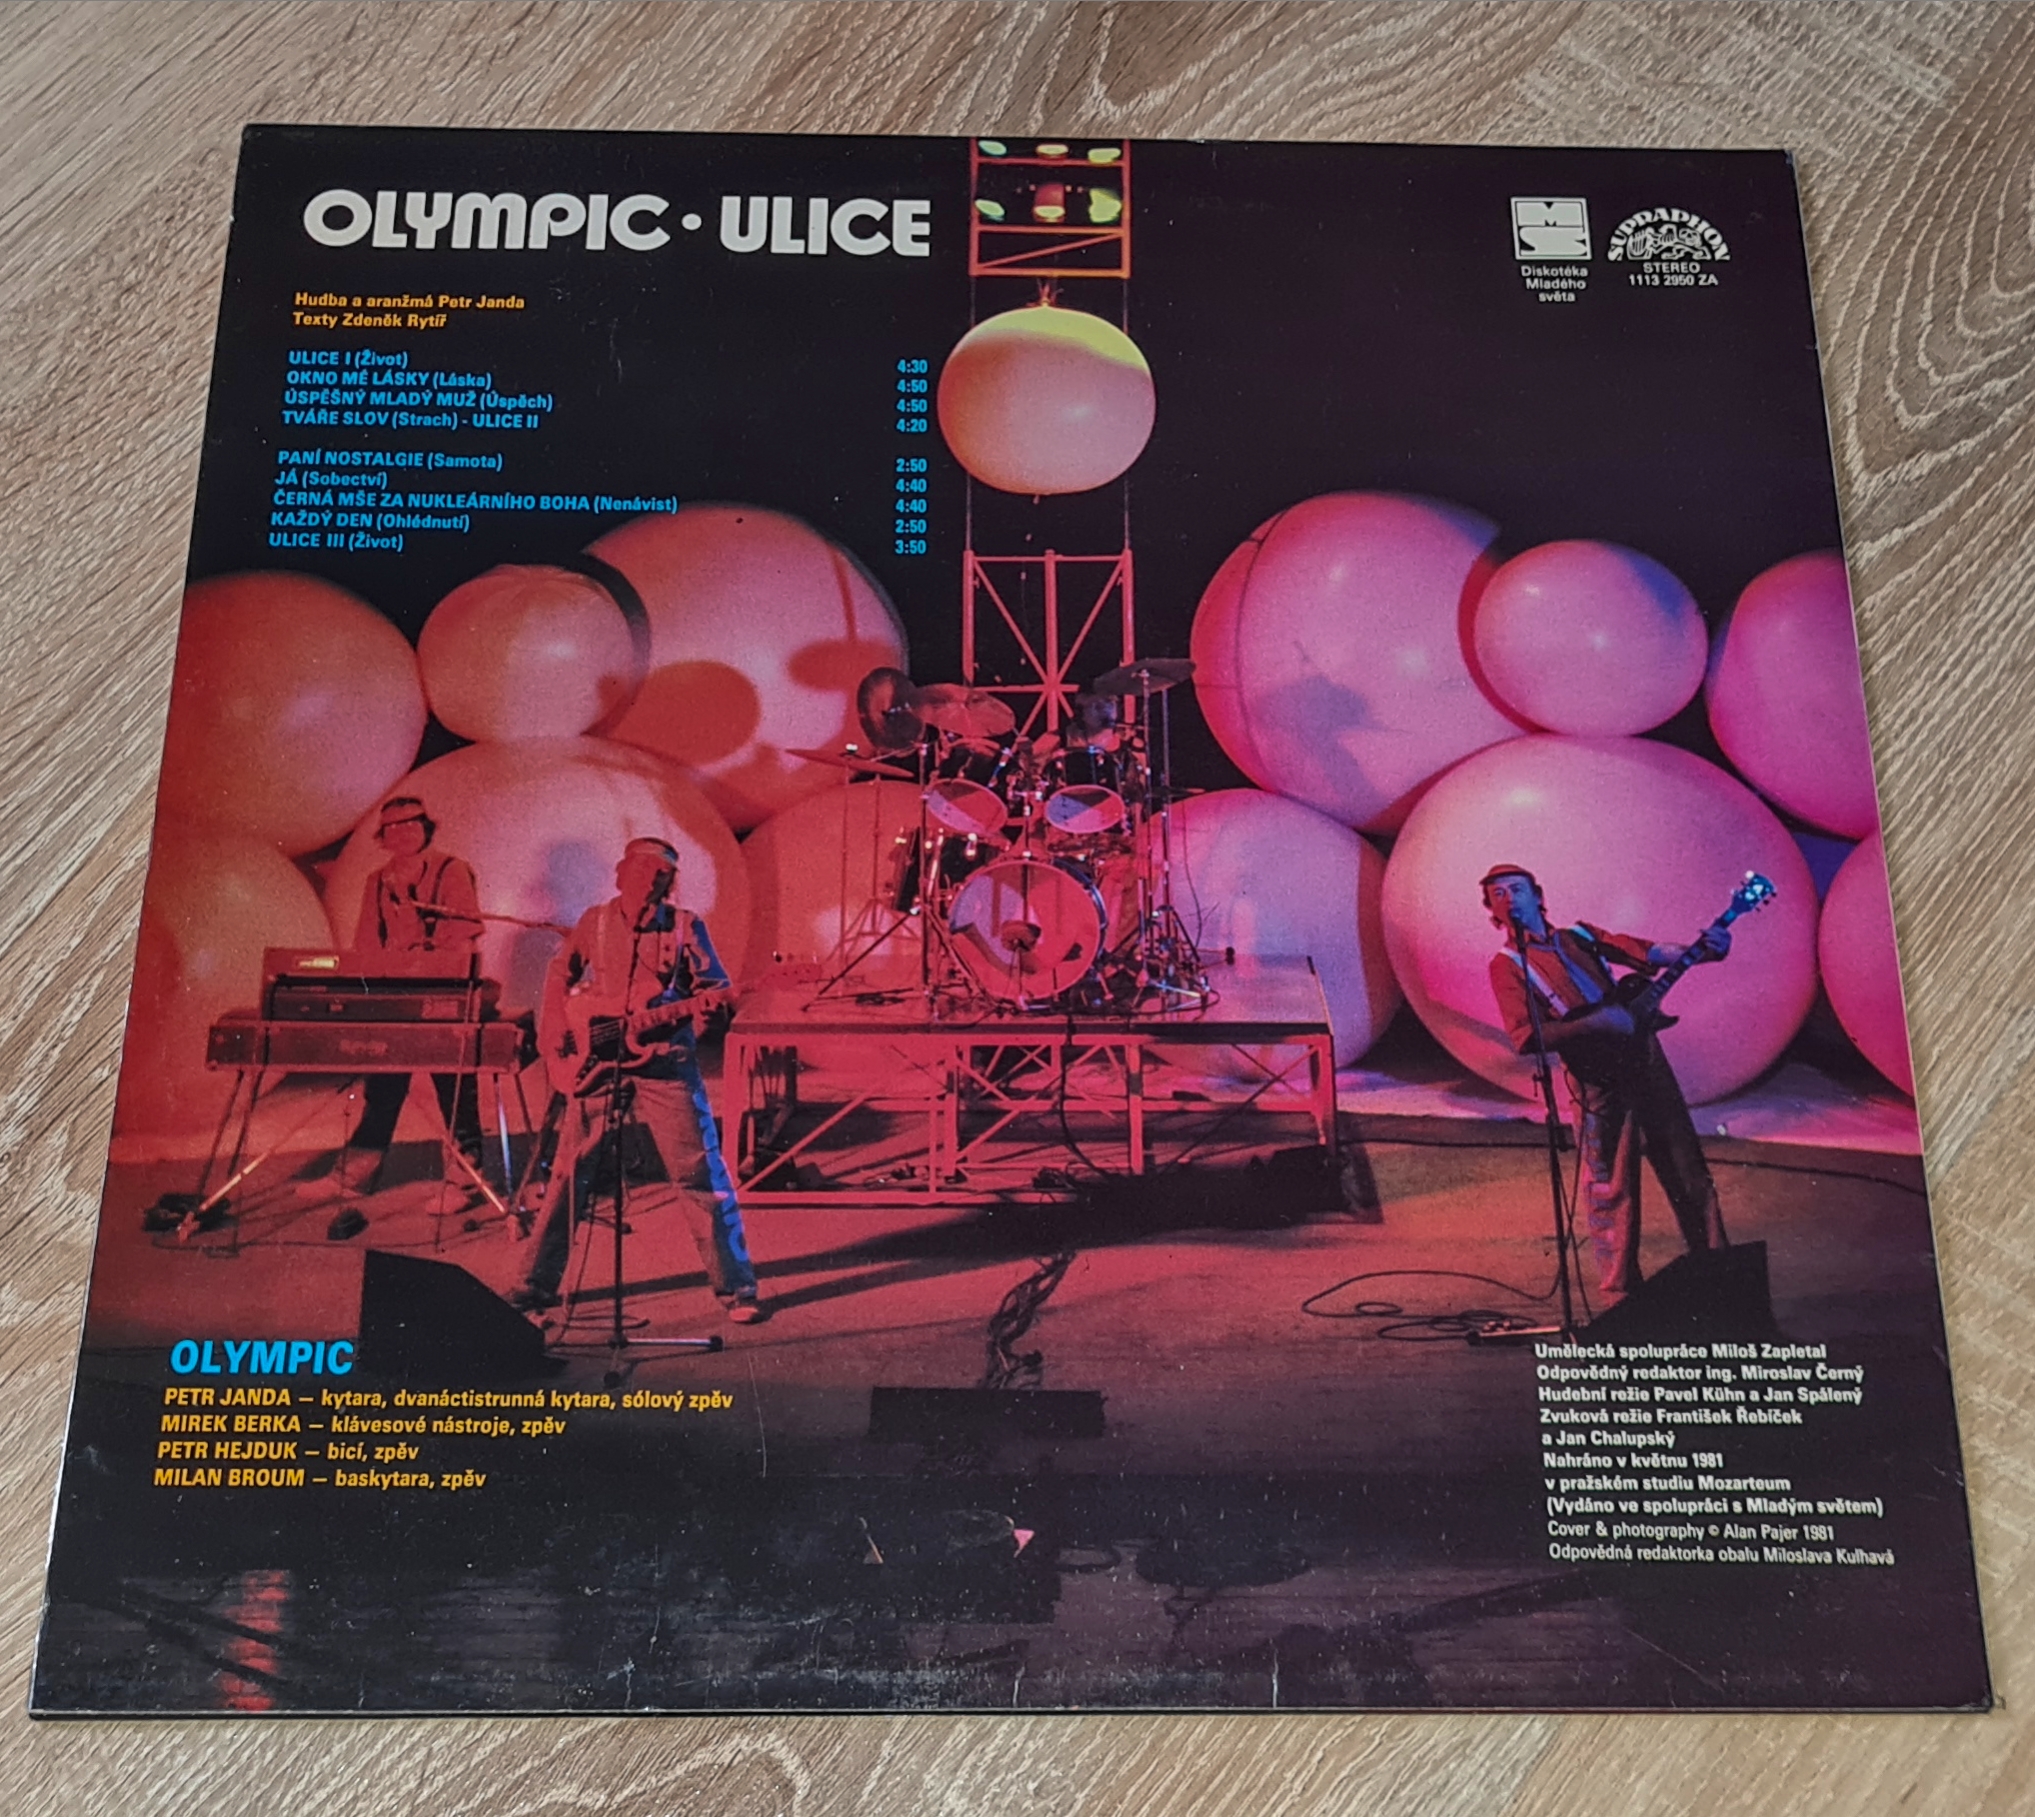 OLYMPIC • ULICE
Diskotéka
Mladého
světa
SUPRAPHON
STEREO
1113 2950 ZA
Hudba a aranžmá Petr Janda
Texty Zdeněk Rytíř
ULICE I (Život) 4:30
OKNO MÉ LÁSKY (Láska) 4:50
ÚSPĚŠNÝ MLADÝ MUŽ (Úspěch) 4:50
TVÁŘE SLOV (Strach) - ULICE II 4:20
PANÍ NOSTALGIE (Samota) 2:50
JÁ (Sobectví) 4:40
ČERNÁ MŠE ZA NUKLEÁRNÍHO BOHA (Nenávist) 4:40
KAŽDÝ DEN (Ohlédnutí) 2:50
ULICE III (Život) 3:50
OLYMPIC
PETR JANDA — kytara, dvanáctistrunná kytara, sólový zpěv
MIREK BERKA — klávesové nástroje, zpěv
PETR HEJDUK — bicí, zpěv
MILAN BROUM — baskytara, zpěv
Umělecká spolupráce Miloš Zapletal
Odpovědný redaktor ing. Miroslav Černý
Hudební režie Pavel Kühn a Jan Spálený
Zvuková režie František Řebíček
a Jan Chalupský
Nahráno v květnu 1981
v pražském studiu Mozarteum
(Vydáno ve spolupráci s Mladým světem)
Cover & photography © Alan Pajer 1981
Odpovědná redaktorka obalu Miloslava Kulhavá